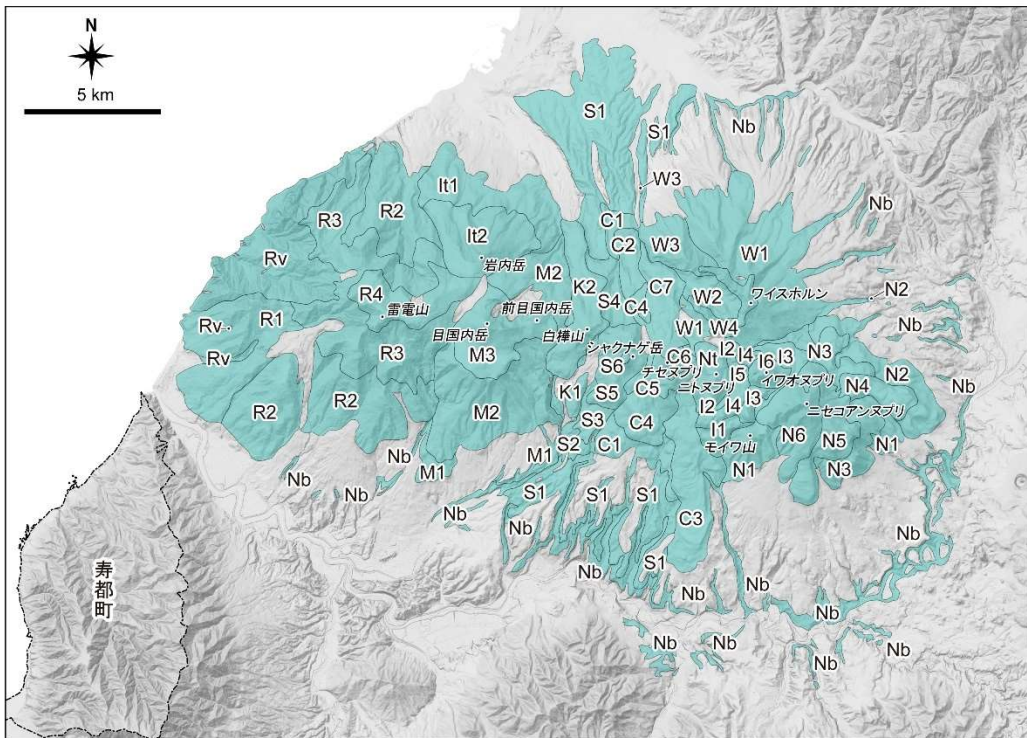 N
5 km
S1
S1
Nb
W3
It1
R2
R3
Nb
C1
It2
C2
W3
W1
Rv
岩内岳
M2
K2
C7
R4
前目国内岳
S4
C4
W2
ワイスホルン
N2
Rv
R1
雷電山
目国内岳
白樺山
W1
W4
Nb
シャクナゲ岳
I2
Rv
R3
M3
S6
C6
Nt
I4
I6
I3
N3
チセヌプリ
I5
イワオヌプリ
N2
K1
S5
C5
ニトヌプリ
I3
N4
Nb
R2
R2
M2
I2
I4
ニセコアンヌプリ
S3
C4
I1
N6
N5
N1
M1
S2
C1
モイワ山
Nb
M1
N1
N3
Nb
Nb
S1
S1
S1
Nb
Nb
C3
Nb
S1
Nb
Nb
Nb
Nb
寿都町
Nb
Nb
Nb
Nb